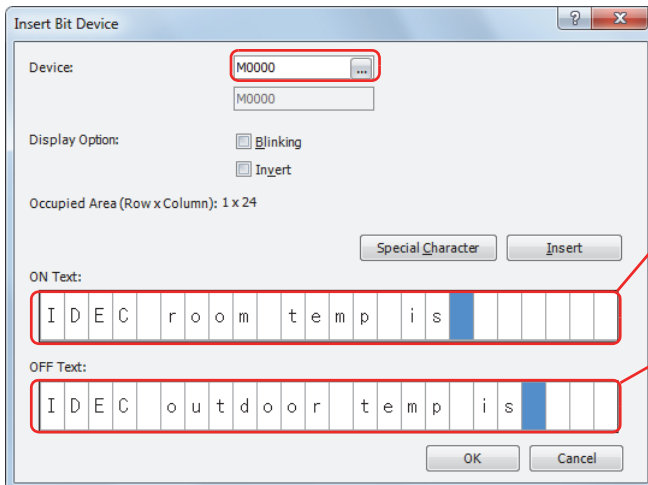 Insert Bit Device
?
Device:
M0000
...
M0000
Display Option:
Blinking
Invert
Occupied Area (Row x Column): 1 x 24
Special Character
Insert
ON Text:
IDEC room temp is
OFF Text:
IDEC outdoor temp is
OK
Cancel